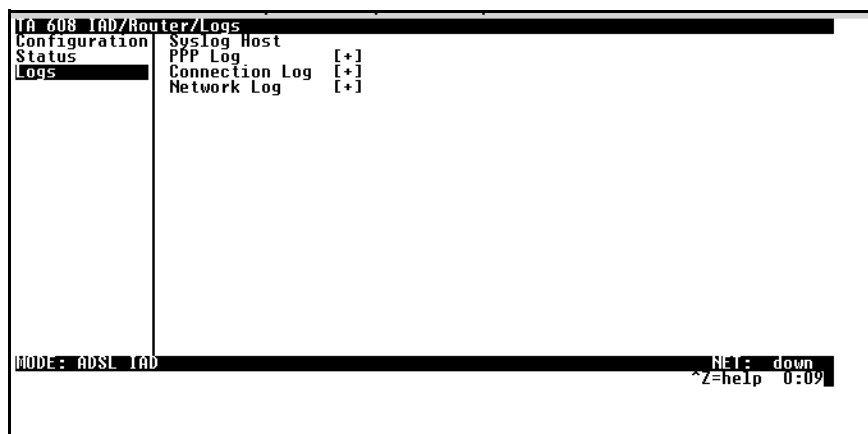 TA 608 IAD/Router/Logs
Configuration Syslog Host
Status PPP Log [+]
Logs Connection Log [+]
Network Log [+]
MODE: ADSL IAD NET: down
^Z=help 0:09